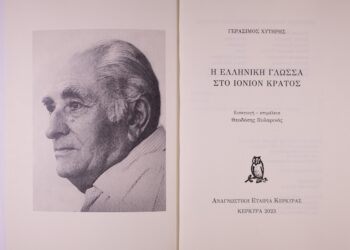 ΓΕΡΑΣΙΜΟΣ ΧΥΤΗΡΗΣ
Η ΕΛΛΗΝΙΚΗ ΓΛΩΣΣΑ
ΣΤΟ ΙΟΝΙΟΝ ΚΡΑΤΟΣ
Εισαγωγή - επιμέλεια
Θεοδόσης Πυλαρινός
ΑΝΑΓΝΩΣΤΙΚΗ ΕΤΑΙΡΙΑ ΚΕΡΚΥΡΑΣ
ΚΕΡΚΥΡΑ 2023